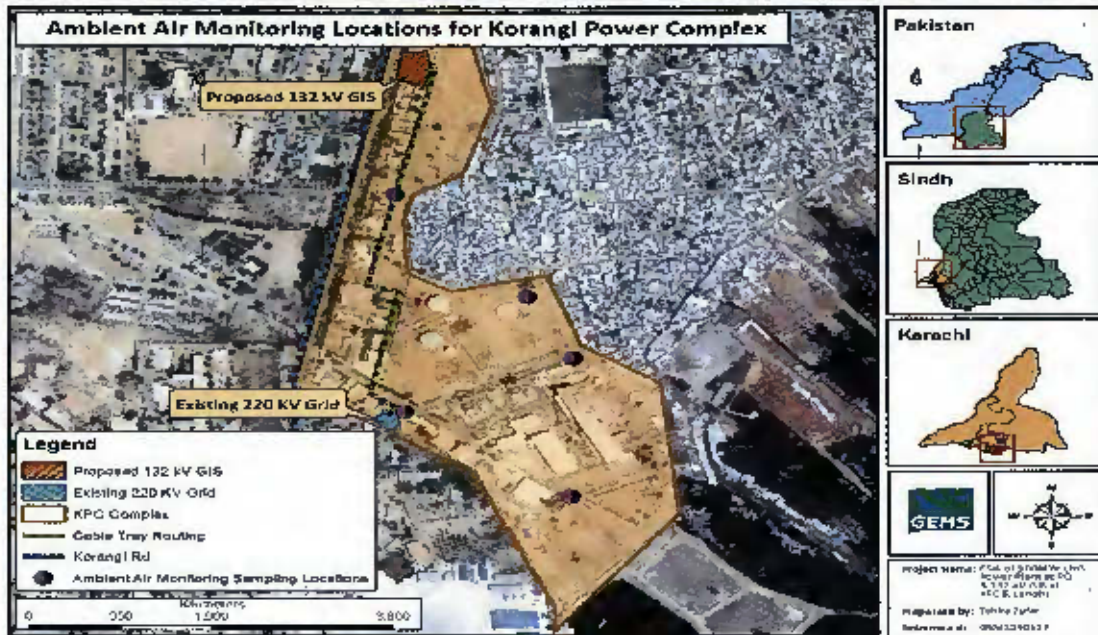 Ambient Air Monitoring Locations for Korangi Power Complex
Proposed 132 kV GIS
Existing 220 KV Grid
Legend
Proposed 132 kV GIS
Existing 220 KV Grid
KPC Complex
Cable Tray Routing
Korangi Rd
Ambient Air Monitoring Sampling Locations
Kilometers
0
Pakistan
Sindh
Karachi
GEMS
N
W
E
S
Project Name:
Prepared by: